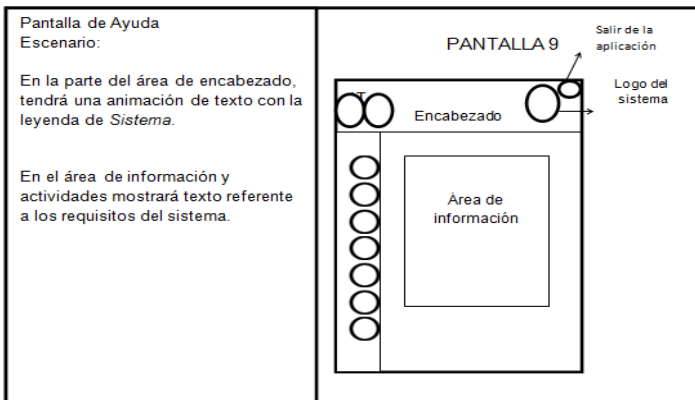 Pantalla de Ayuda
Escenario:
En la parte del área de encabezado,
tendrá una animación de texto con la
leyenda de Sistema.
En el área de información y
actividades mostrará texto referente
a los requisitos del sistema.
PANTALLA 9
Salir de la
aplicación
Logo del
sistema
Encabezado
Área de
información